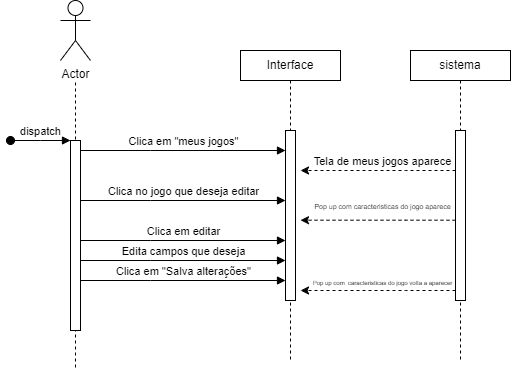 Actor
Interface
sistema
dispatch
Clica em "meus jogos"
Tela de meus jogos aparece
Clica no jogo que deseja editar
Pop up com caracteristicas do jogo aparece
Clica em editar
Edita campos que deseja
Clica em "Salva alterações"
Pop up com caracteristicas do jogo volta a aparecer